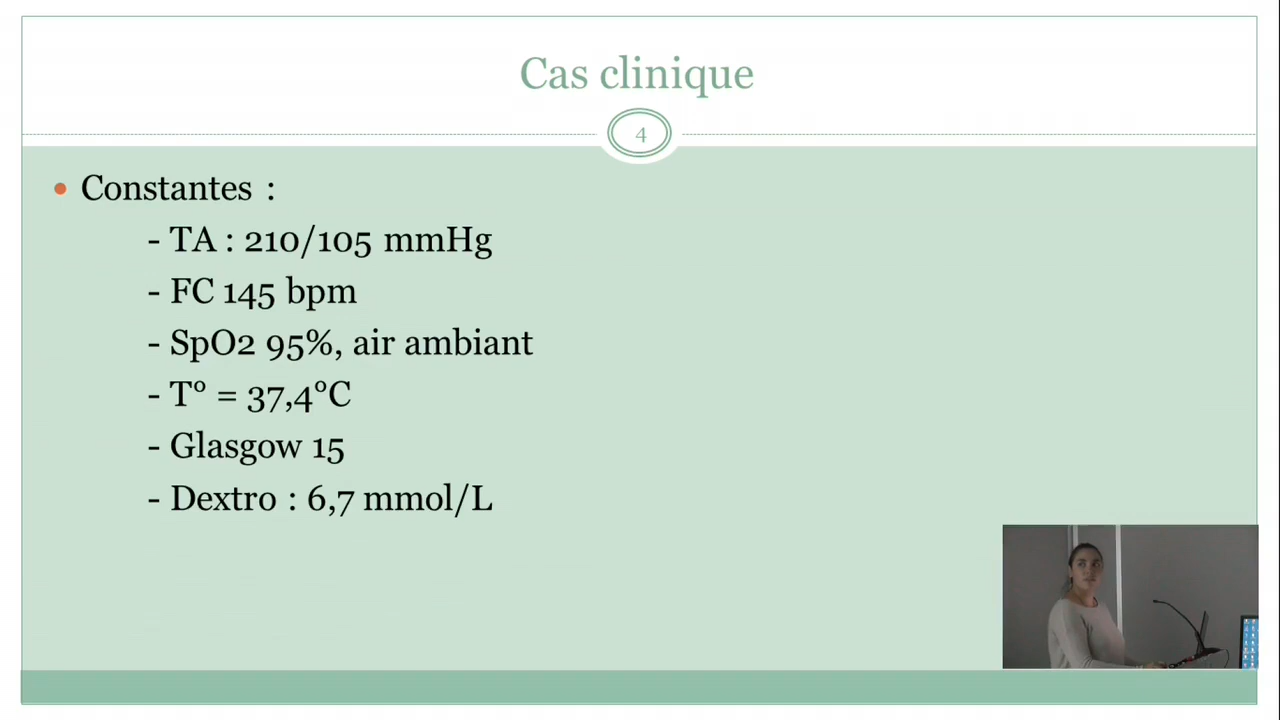 Cas clinique
4
• Constantes :
- TA : 210/105 mmHg
- FC 145 bpm
- SpO2 95%, air ambiant
- T° = 37,4°C
- Glasgow 15
- Dextro : 6,7 mmol/L